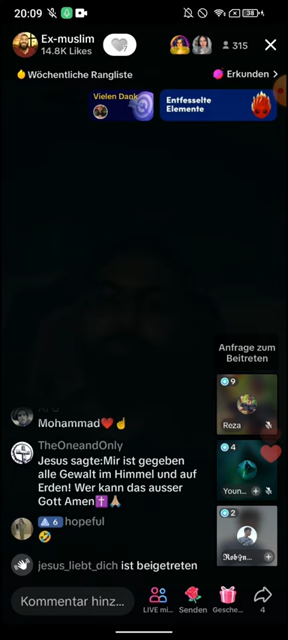 20:09
38
Ex-muslim
14.8K Likes
315
Wöchentliche Rangliste
Erkunden
Vielen Dank
Entfesselte
Elemente
Anfrage zum
Beitreten
9
Reza
Mohammad❤️☝️
TheOneandOnly
Jesus sagte:Mir ist gegeben
alle Gewalt im Himmel und auf
Erden! Wer kann das ausser
Gott Amen✝️🙏🏼
4
Youn...
6 hopeful
🤣
2
jesus_liebt_dich ist beigetreten
Kommentar hinz...
LIVE mi...
Senden
Gesche...
4